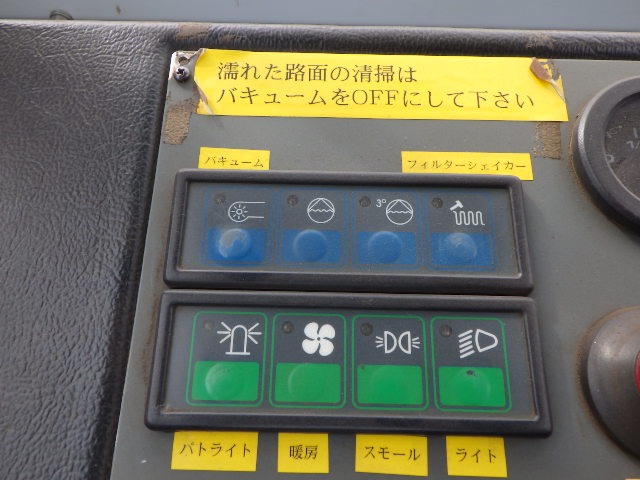 濡れた路面の清掃は
バキュームをOFFにして下さい
バキューム
フィルターシェイカー
3°
パトライト
暖房
スモール
ライト